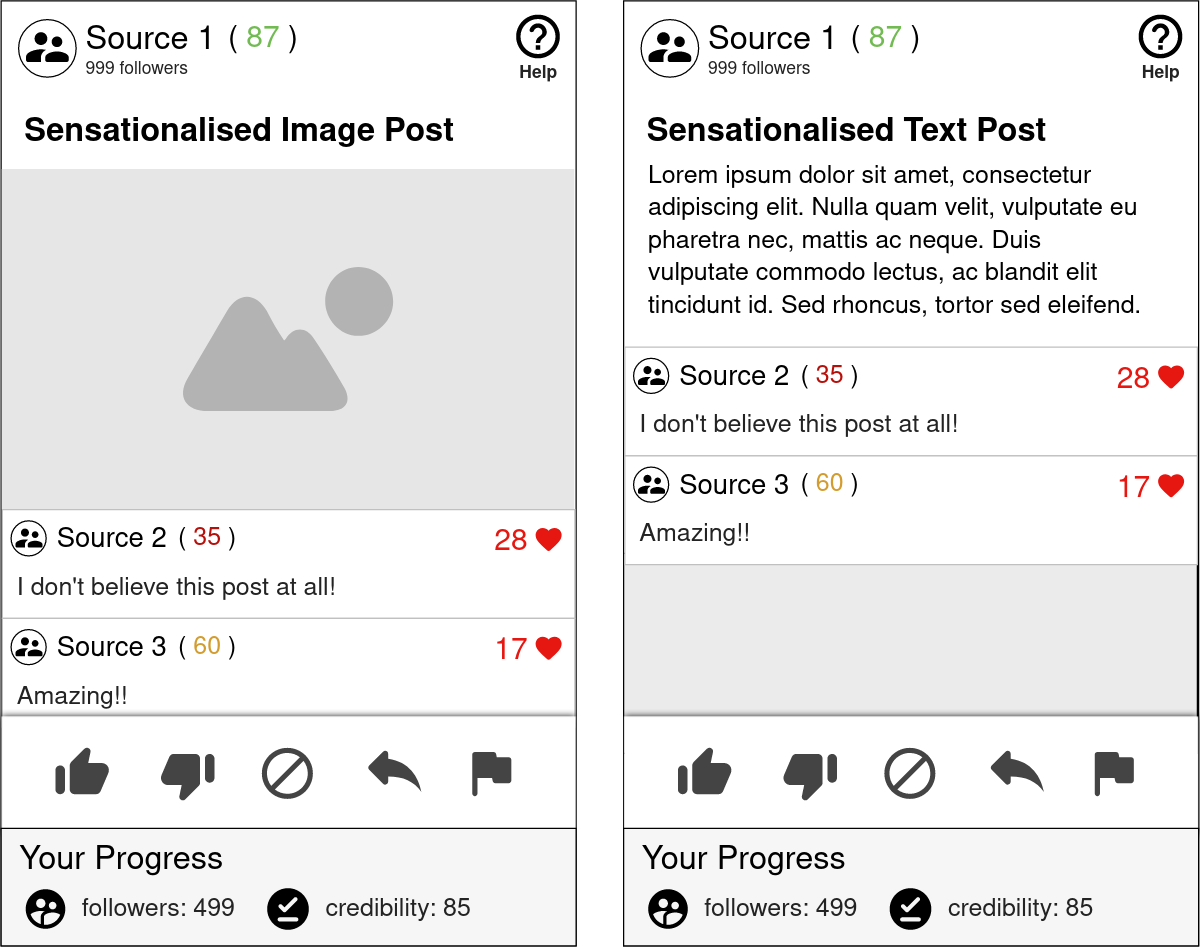 Source 1 ( 87 )
999 followers
Help
Sensationalised Image Post
Source 2 ( 35 )
28
I don't believe this post at all!
Source 3 ( 60 )
17
Amazing!!
Your Progress
followers: 499
credibility: 85
Source 1 ( 87 )
999 followers
Help
Sensationalised Text Post
Lorem ipsum dolor sit amet, consectetur
adipiscing elit. Nulla quam velit, vulputate eu
pharetra nec, mattis ac neque. Duis
vulputate commodo lectus, ac blandit elit
tincidunt id. Sed rhoncus, tortor sed eleifend.
Source 2 ( 35 )
28
I don't believe this post at all!
Source 3 ( 60 )
17
Amazing!!
Your Progress
followers: 499
credibility: 85